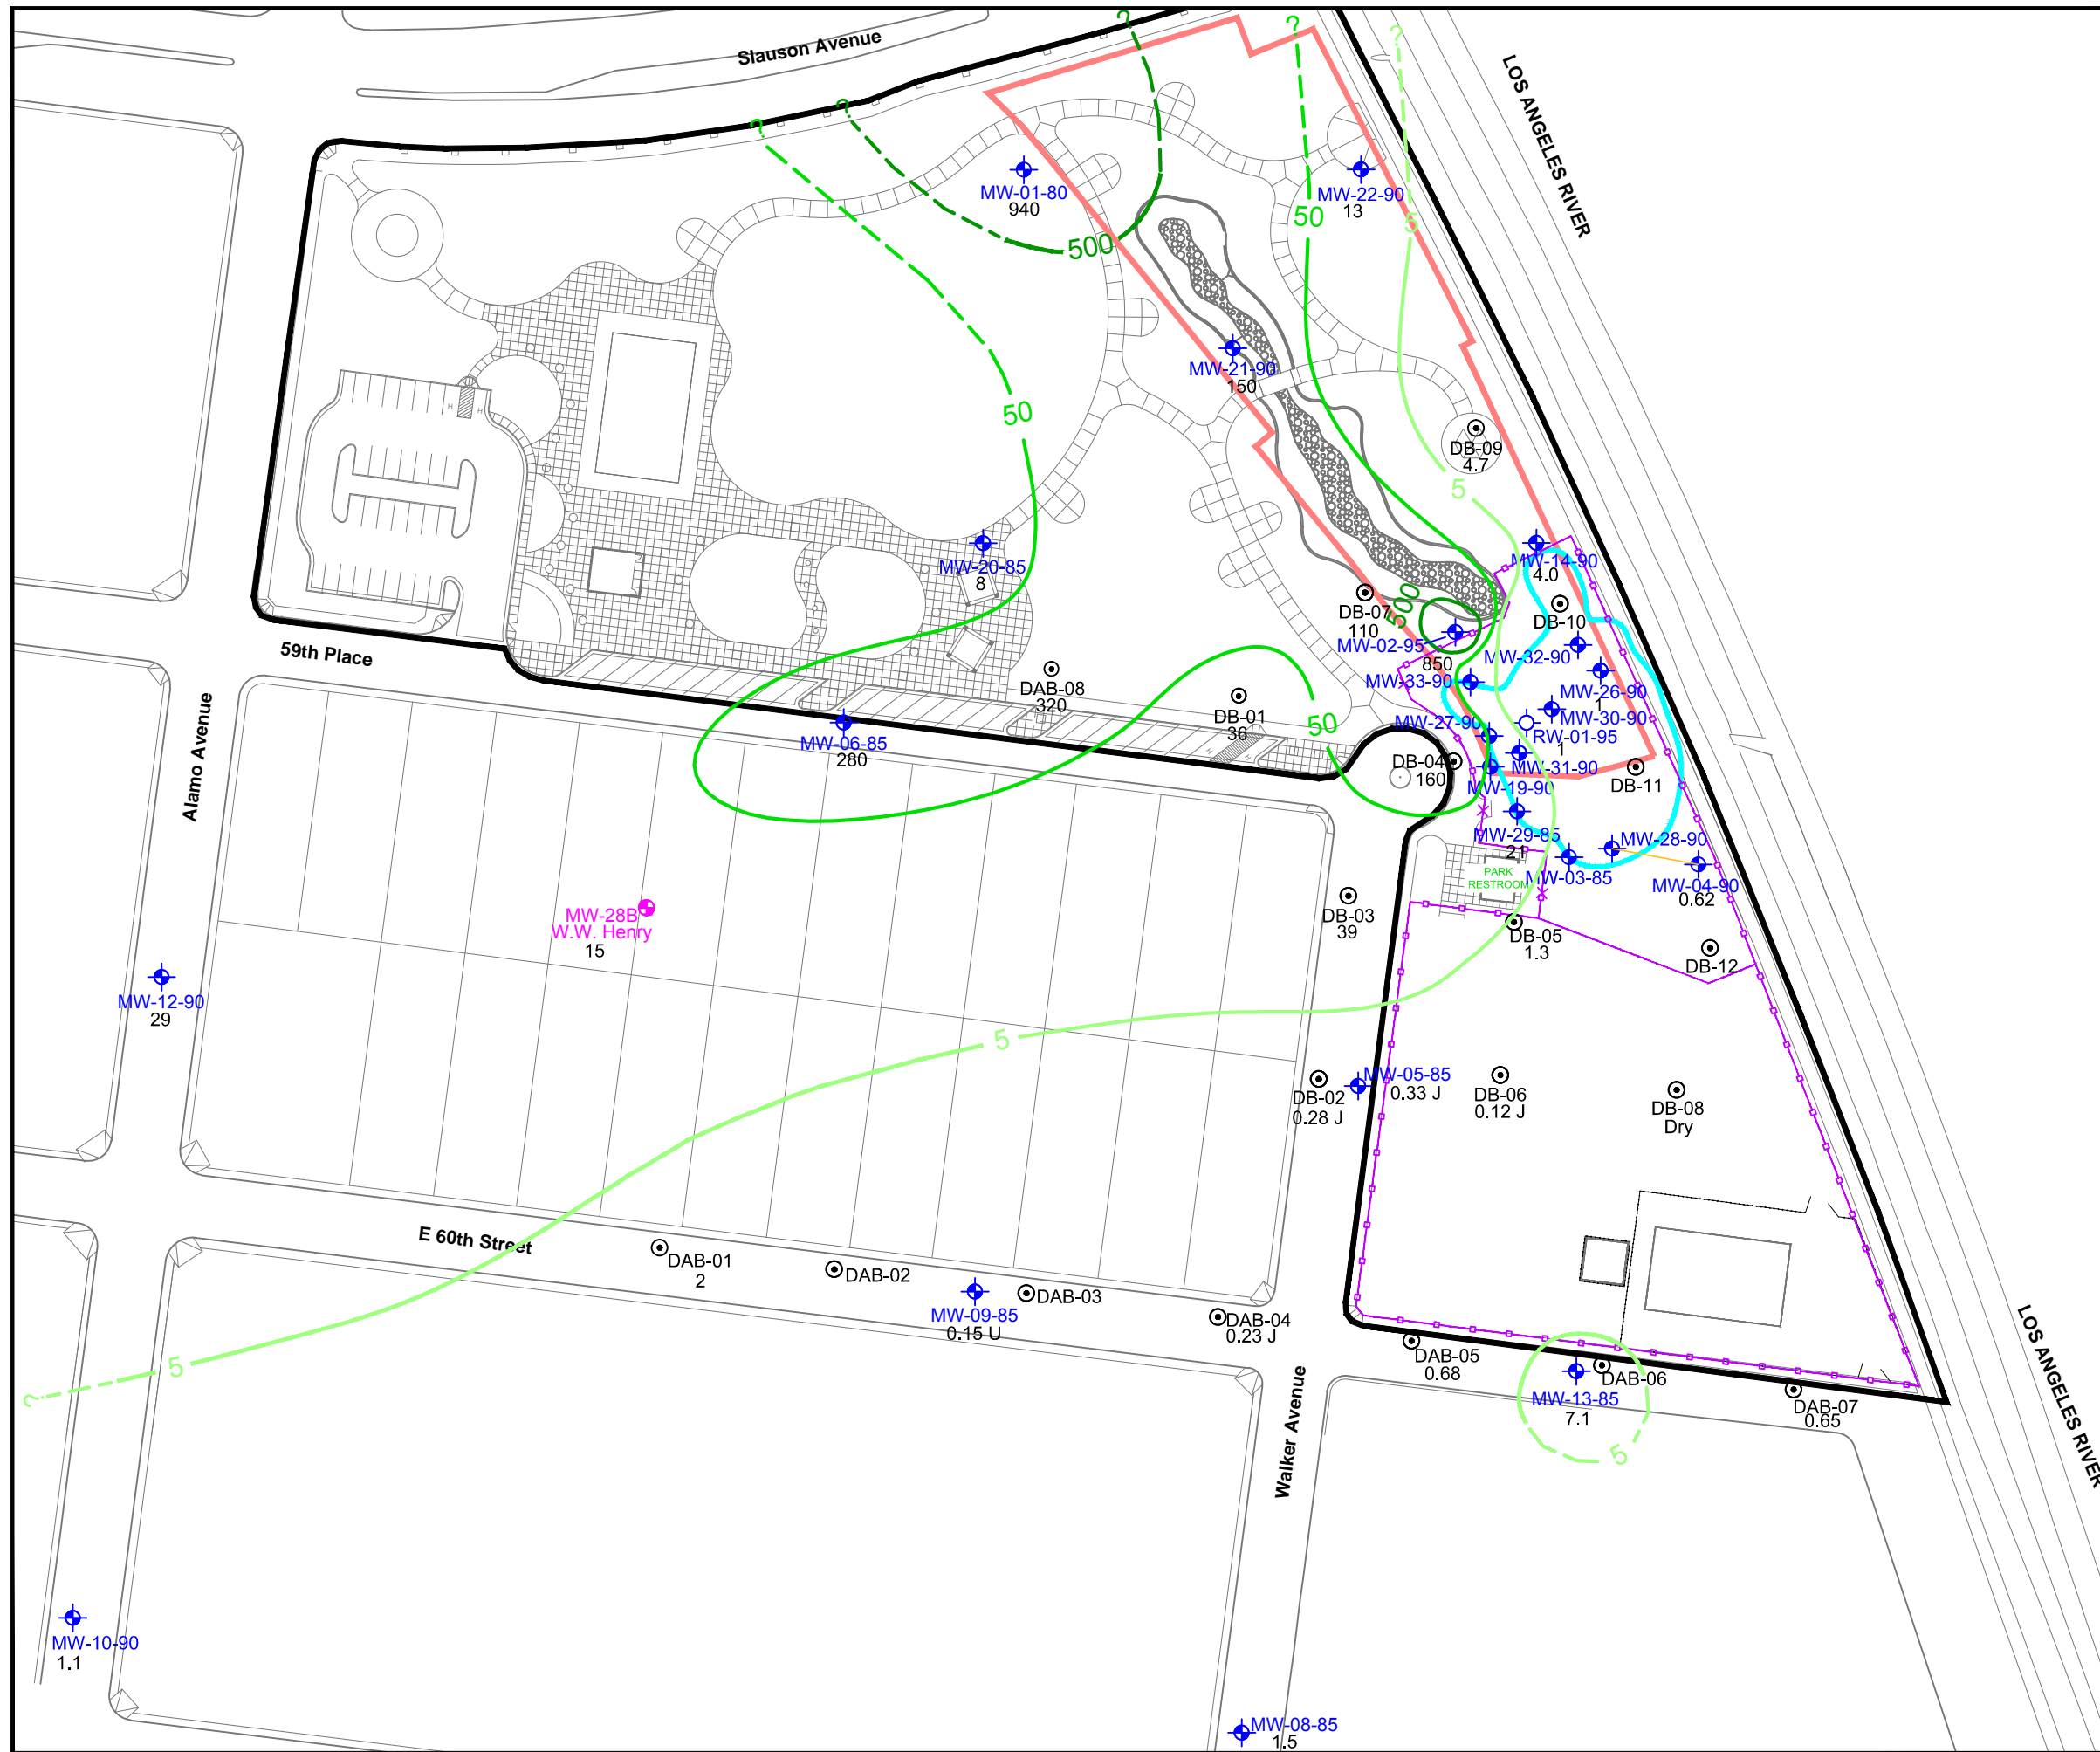 ?
?
?
Slauson Avenue
?
?
LOS ANGELES RIVER
MW-01-80
940
MW-22-90
13
50
5
500
MW-21-90
150
50
H
H
DB-09
4.7
5
MW-20-85
8
MW-14-90
4.0
DB-07
110
500
DB-10
MW-02-95
850
MW-32-90
59th Place
DAB-08
320
MW-33-90
MW-26-90
1
DB-01
36
50
MW-27-90
MW-30-90
RW-01-95
1
MW-06-85
280
H
H
DB-04
160
MW-31-90
MW-19-90
DB-11
Alamo Avenue
MW-29-85
21
MW-28-90
PARK
RESTROOM
MW-03-85
MW-04-90
0.62
MW-28B
W.W. Henry
15
DB-03
39
DB-05
1.3
DB-12
MW-12-90
29
5
MW-05-85
0.33 J
DB-02
0.28 J
DB-06
0.12 J
DB-08
Dry
E 60th Street
DAB-01
2
DAB-02
DAB-03
MW-09-85
0.15 U
DAB-04
0.23 J
DAB-05
0.68
DAB-06
MW-13-85
7.1
DAB-07
0.65
5
?
5
Walker Avenue
LOS ANGELES RIVER
MW-10-90
1.1
MW-08-85
1.5